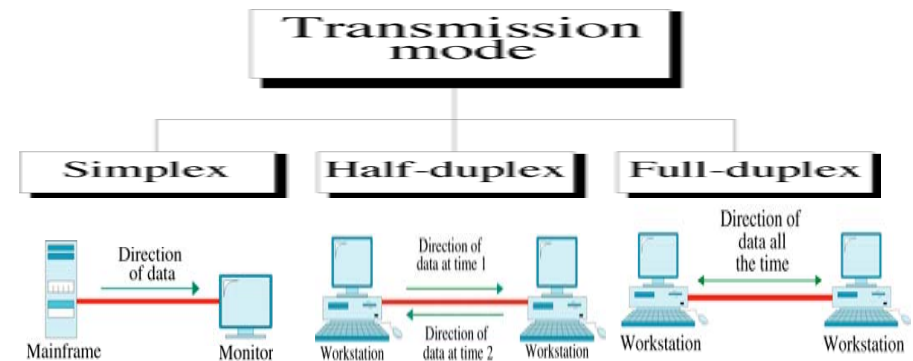 Transmission
mode
Simplex
Half-duplex
Full-duplex
Direction
of data
Mainframe
Monitor
Direction of
data at time 1
Direction of
data at time 2
Workstation
Workstation
Direction of
data all
the time
Workstation
Workstation